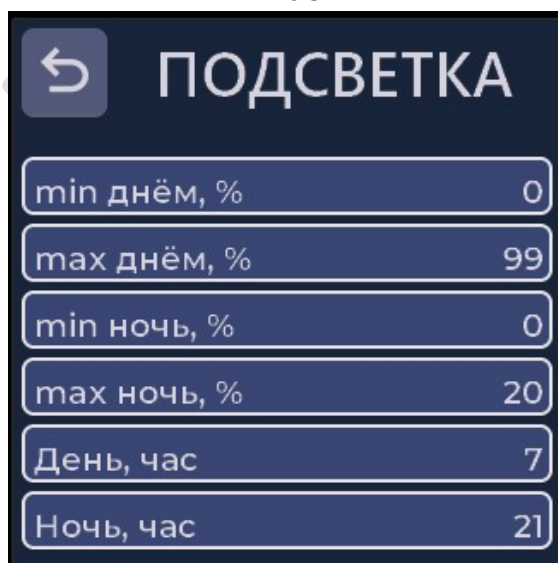 ПОДСВЕТКА
min днём, % 0
max днём, % 99
min ночь, % 0
max ночь, % 20
День, час 7
Ночь, час 21